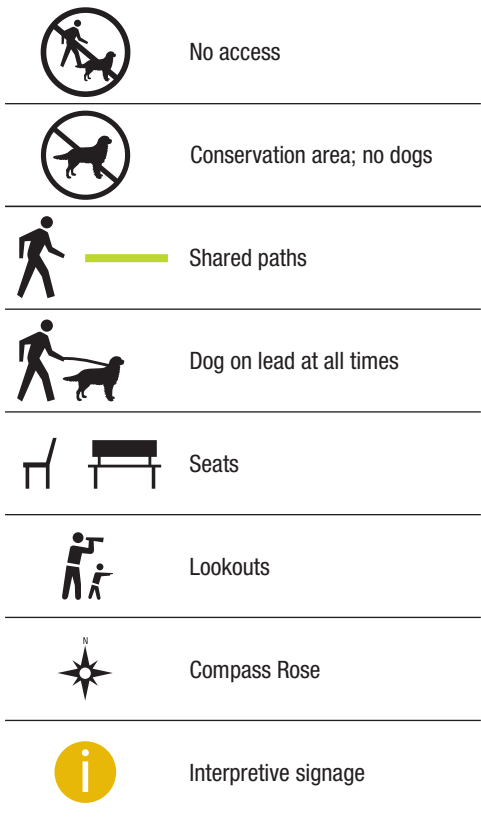 No access
Conservation area; no dogs
Shared paths
Dog on lead at all times
Seats
Lookouts
N
Compass Rose
i
Interpretive signage